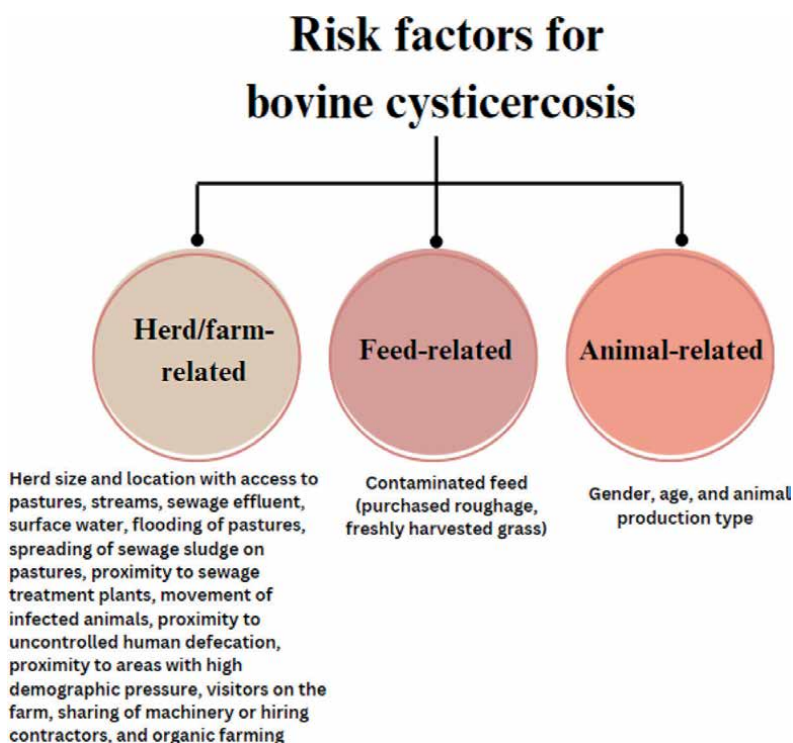 Risk factors for
bovine cysticercosis
Herd/farm-
related
Feed-related
Animal-related
Herd size and location with access to
pastures, streams, sewage effluent,
surface water, flooding of pastures,
spreading of sewage sludge on
pastures, proximity to sewage
treatment plants, movement of
infected animals, proximity to
uncontrolled human defecation,
proximity to areas with high
demographic pressure, visitors on the
farm, sharing of machinery or hiring
contractors, and organic farming
Contaminated feed
(purchased roughage,
freshly harvested grass)
Gender, age, and animal
production type